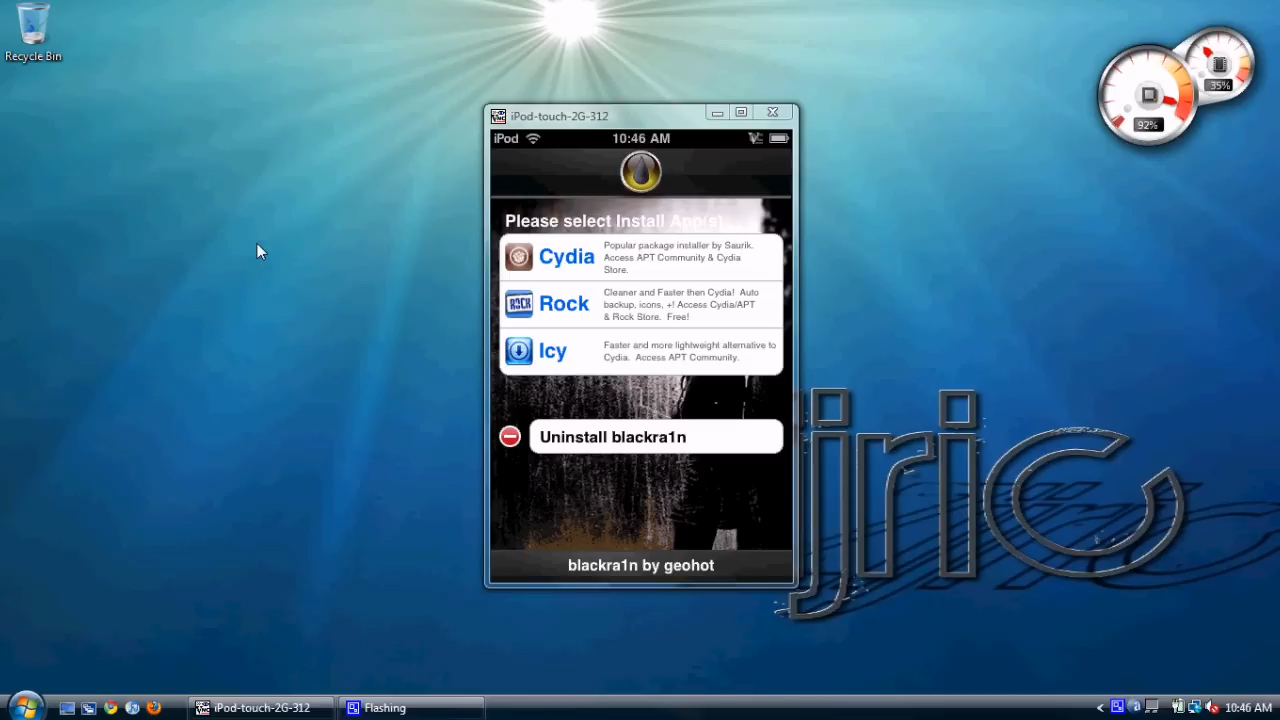 Recycle Bin
35%
92%
iPod-touch-2G-312
iPod
10:46 AM
Please select Install App(s)
Cydia
Popular package installer by Saurik.
Access APT Community & Cydia
Store.
ROCK
Rock
Cleaner and Faster then Cydia! Auto
backup, icons, +! Access Cydia/APT
& Rock Store. Free!
Icy
Faster and more lightweight alternative to
Cydia. Access APT Community.
Uninstall blackra1n
blackra1n by geohot
jric
iPod-touch-2G-312
Flashing
10:46 AM